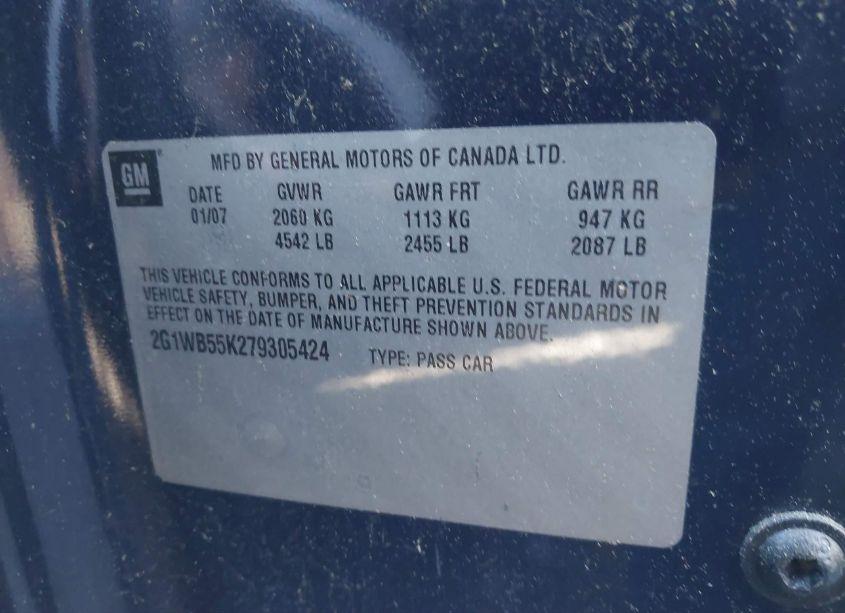 GM
MFD BY GENERAL MOTORS OF CANADA LTD.
DATE GVWR GAWR FRT GAWR RR
01/07 2060 KG 1113 KG 947 KG
4542 LB 2455 LB 2087 LB
THIS VEHICLE CONFORMS TO ALL APPLICABLE U.S. FEDERAL MOTOR
VEHICLE SAFETY, BUMPER, AND THEFT PREVENTION STANDARDS IN
EFFECT ON THE DATE OF MANUFACTURE SHOWN ABOVE.
2G1WB55K279305424 TYPE: PASS CAR